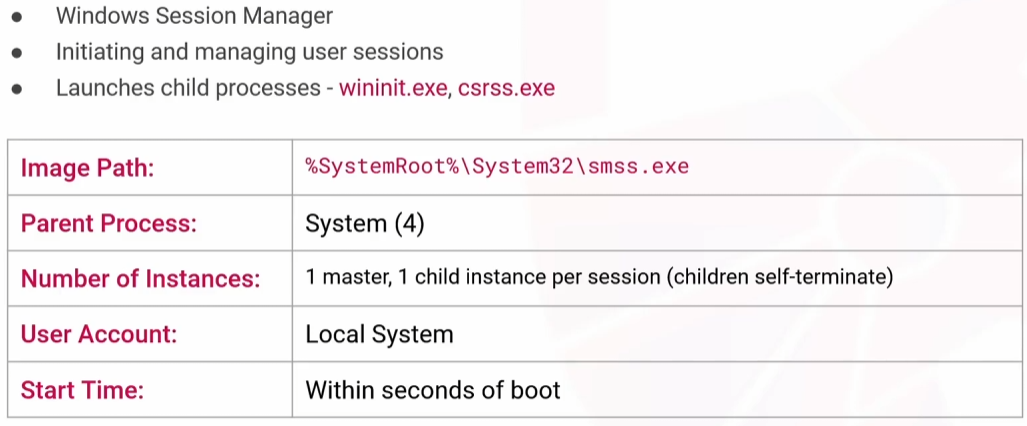 ● Windows Session Manager
● Initiating and managing user sessions
● Launches child processes - wininit.exe, csrss.exe
Image Path: %SystemRoot%\System32\smss.exe
Parent Process: System (4)
Number of Instances: 1 master, 1 child instance per session (children self-terminate)
User Account: Local System
Start Time: Within seconds of boot